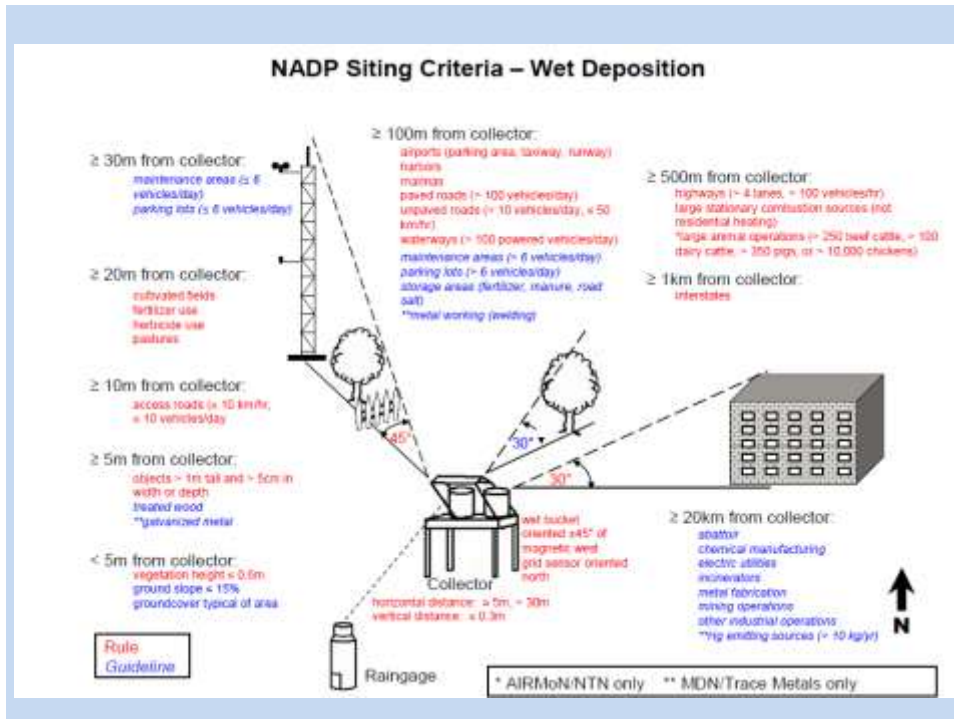 NADP Siting Criteria – Wet Deposition
≥ 30m from collector:
maintenance areas (≤ 6
vehicles/day)
parking lots (≤ 6 vehicles/day)
≥ 20m from collector:
cultivated fields
fertilizer use
herbicide use
pastures
≥ 10m from collector:
access roads (≤ 10 km/hr,
≤ 10 vehicles/day
≥ 5m from collector:
objects > 1m tall and > 5cm in
width or depth
treated wood
**galvanized metal
< 5m from collector:
vegetation height ≤ 0.6m
ground slope ≤ 15%
groundcover typical of area
≥ 100m from collector:
airports (parking area, taxiway, runway)
harbors
marinas
paved roads (> 100 vehicles/day)
unpaved roads (> 10 vehicles/day, ≤ 50
km/hr)
waterways (> 100 powered vehicles/day)
maintenance areas (> 6 vehicles/day)
parking lots (> 6 vehicles/day)
storage areas (fertilizer, manure, road
salt)
**metal working (welding)
≥ 500m from collector:
highways (> 4 lanes, > 100 vehicles/hr)
large stationary combustion sources (not
residential heating)
*large animal operations (> 250 beef cattle, > 100
dairy cattle, > 350 pigs, or > 10,000 chickens)
≥ 1km from collector:
interstates
45°
30°
30°
wet bucket
oriented ±45° of
magnetic west
grid sensor oriented
north
Collector
horizontal distance: ≥ 5m, < 30m
vertical distance: ≤ 0.3m
≥ 20km from collector:
abattoir
chemical manufacturing
electric utilities
incinerators
metal fabrication
mining operations
other industrial operations
**Hg emitting sources (> 10 kg/yr)
N
Rule
Guideline
Raingage
* AIRMoN/NTN only ** MDN/Trace Metals only